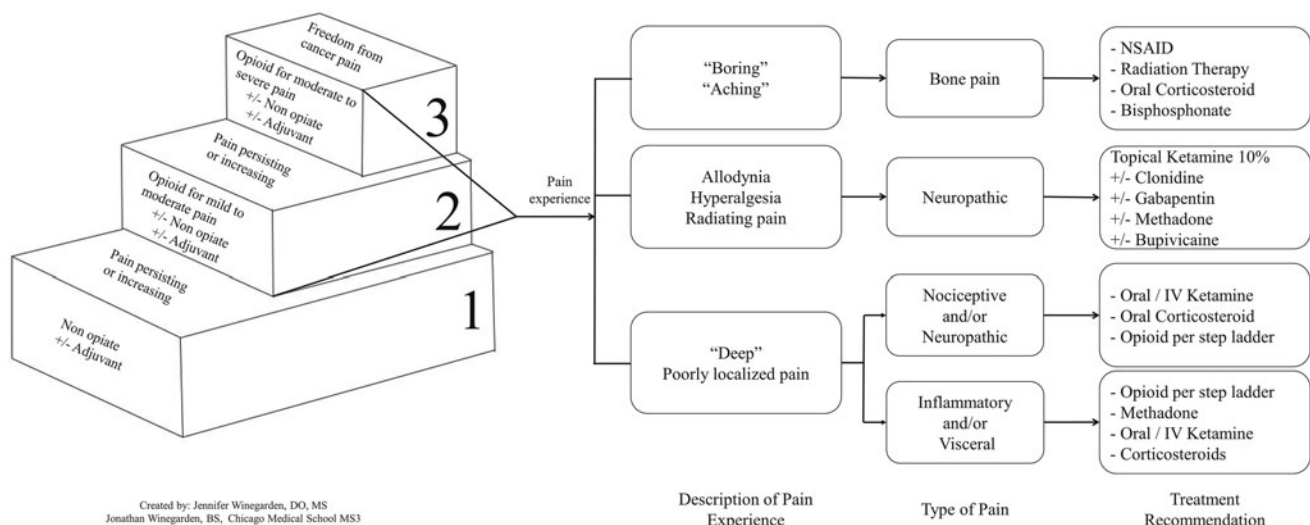 Freedom from
cancer pain
Opioid for moderate to
severe pain
+/- Non opiate
+/- Adjuvant
3
Pain persisting
or increasing
Opioid for mild to
moderate pain
+/- Non opiate
+/- Adjuvant
2
Pain persisting
or increasing
Non opiate
+/- Adjuvant
1
Pain
experience
“Boring”
“Aching”
Bone pain
- NSAID
- Radiation Therapy
- Oral Corticosteroid
- Bisphosphonate
Allodynia
Hyperalgesia
Radiating pain
Neuropathic
Topical Ketamine 10%
+/- Clonidine
+/- Gabapentin
+/- Methadone
+/- Bupivicaine
“Deep”
Poorly localized pain
Nociceptive
and/or
Neuropathic
- Oral / IV Ketamine
- Oral Corticosteroid
- Opioid per step ladder
Inflammatory
and/or
Visceral
- Opioid per step ladder
- Methadone
- Oral / IV Ketamine
- Corticosteroids
Created by: Jennifer Winegarden, DO, MS
Jonathan Winegarden, BS, Chicago Medical School MS3
Description of Pain
Experience
Type of Pain
Treatment
Recommendation